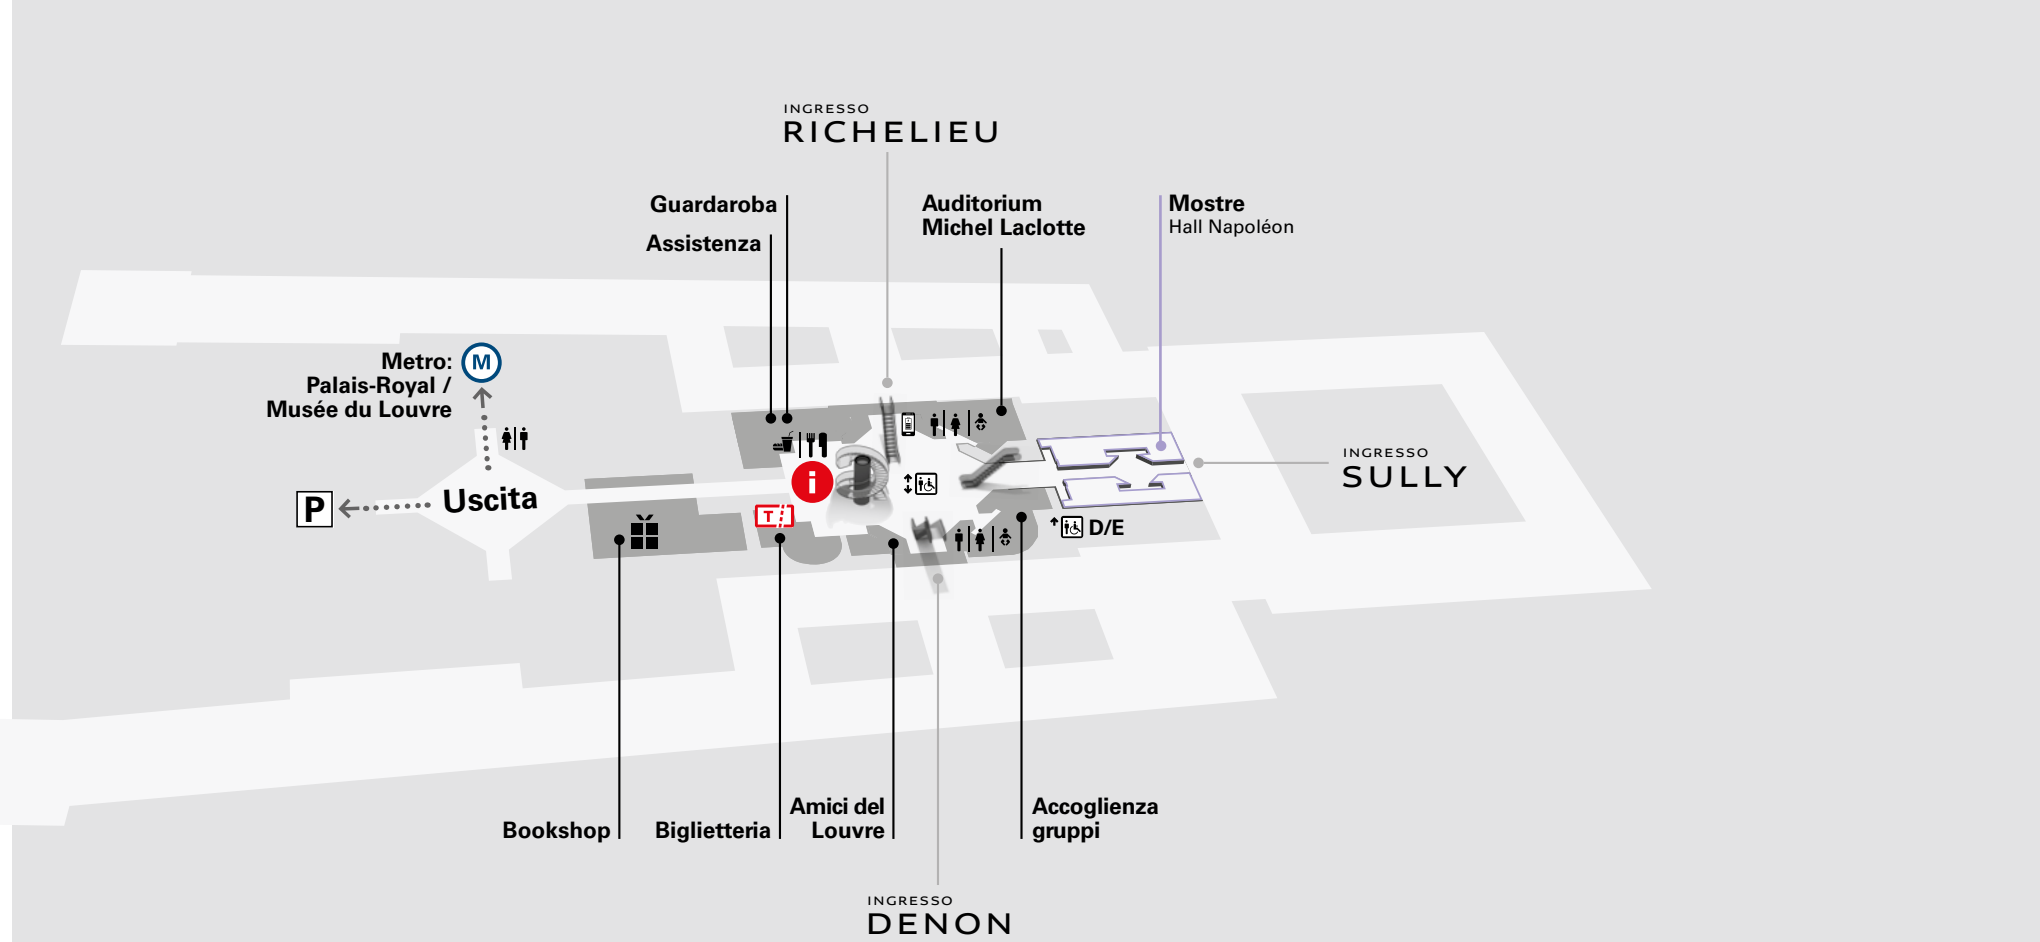 INGRESSO
RICHELIEU
Guardaroba
Assistenza
Auditorium
Michel Laclotte
Mostre
Hall Napoléon
Metro:
Palais-Royal /
Musée du Louvre
M
P
Uscita
i
T
D/E
INGRESSO
SULLY
Bookshop
Biglietteria
Amici del
Louvre
Accoglienza
gruppi
INGRESSO
DENON